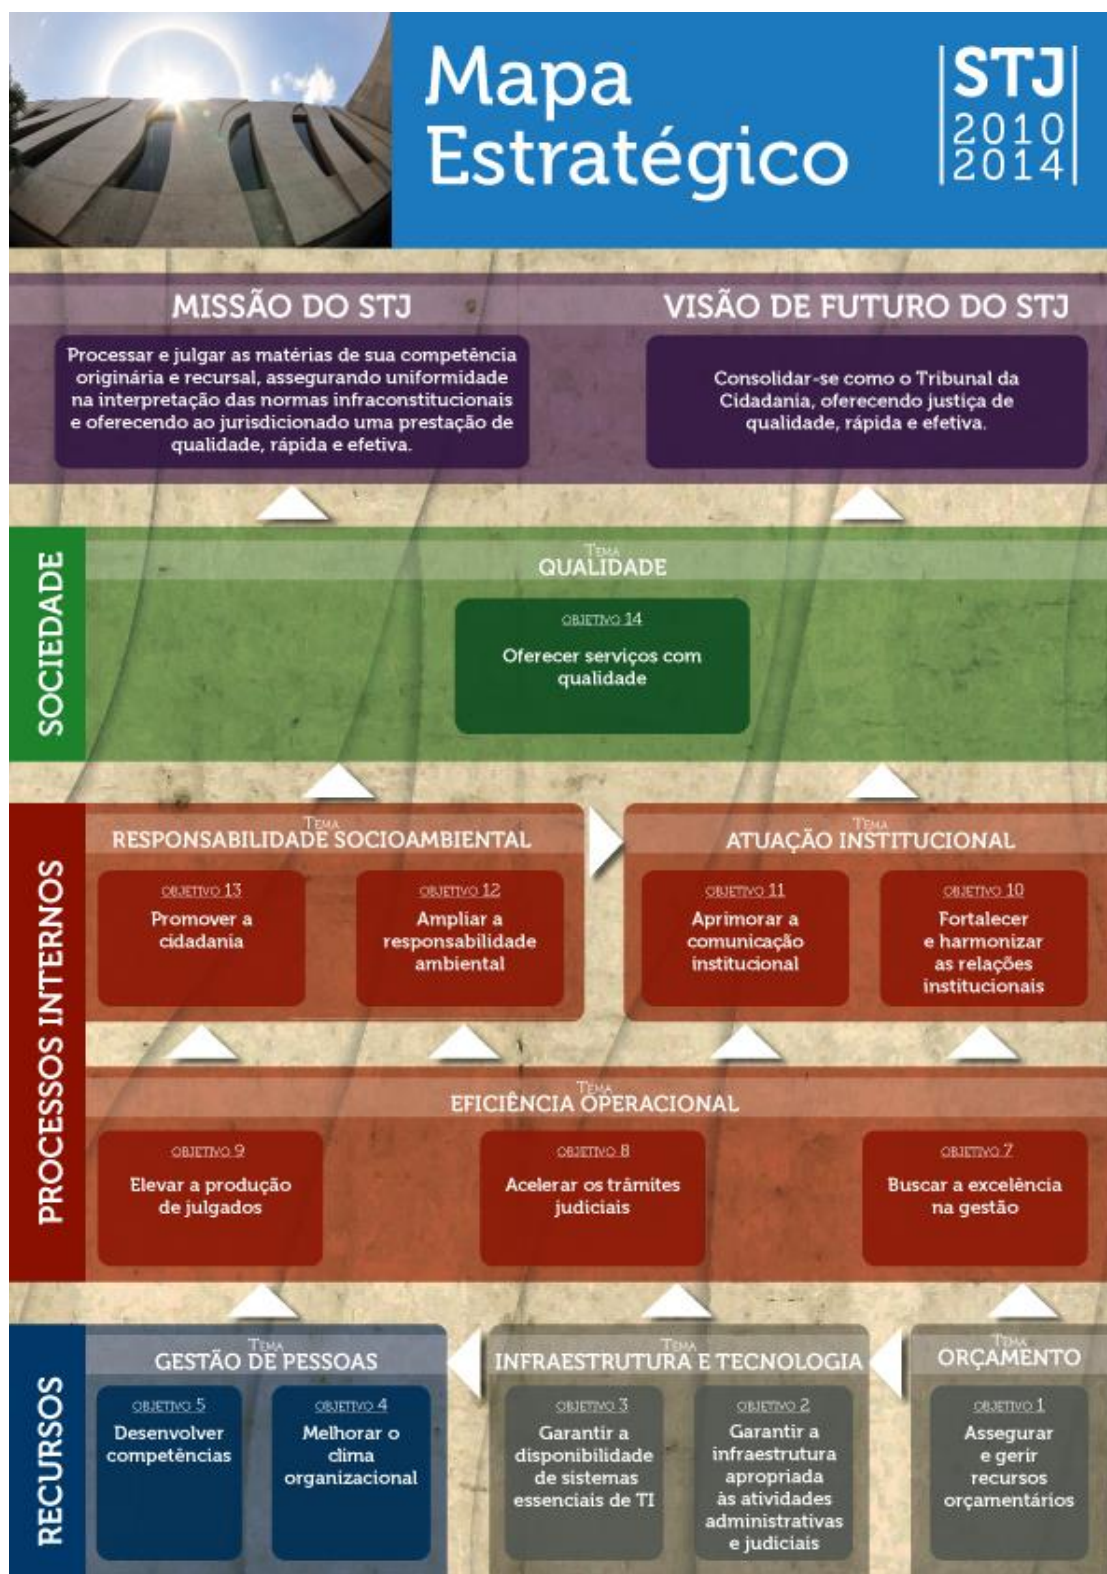 Mapa
Estratégico
STJ
2010
2014
MISSÃO DO STJ
Processar e julgar as matérias de sua competência
originária e recursal, assegurando uniformidade
na interpretação das normas infraconstitucionais
e oferecendo ao jurisdicionado uma prestação de
qualidade, rápida e efetiva.
VISÃO DE FUTURO DO STJ
Consolidar-se como o Tribunal da
Cidadania, oferecendo justiça de
qualidade, rápida e efetiva.
SOCIEDADE
TEMA
QUALIDADE
OBJETIVO 14
Oferecer serviços com
qualidade
PROCESSOS INTERNOS
TEMA
RESPONSABILIDADE SOCIOAMBIENTAL
OBJETIVO 13
Promover a
cidadania
OBJETIVO 12
Ampliar a
responsabilidade
ambiental
TEMA
ATUAÇÃO INSTITUCIONAL
OBJETIVO 11
Aprimorar a
comunicação
institucional
OBJETIVO 10
Fortalecer
e harmonizar
as relações
institucionais
TEMA
EFICIÊNCIA OPERACIONAL
OBJETIVO 9
Elevar a produção
de julgados
OBJETIVO 8
Acelerar os trâmites
judiciais
OBJETIVO 7
Buscar a excelência
na gestão
RECURSOS
TEMA
GESTÃO DE PESSOAS
OBJETIVO 5
Desenvolver
competências
OBJETIVO 4
Melhorar o
clima
organizacional
TEMA
INFRAESTRUTURA E TECNOLOGIA
OBJETIVO 3
Garantir a
disponibilidade
de sistemas
essenciais de TI
OBJETIVO 2
Garantir a
infraestrutura
apropriada
às atividades
administrativas
e judiciais
TEMA
ORÇAMENTO
OBJETIVO 1
Assegurar
e gerir
recursos
orçamentários